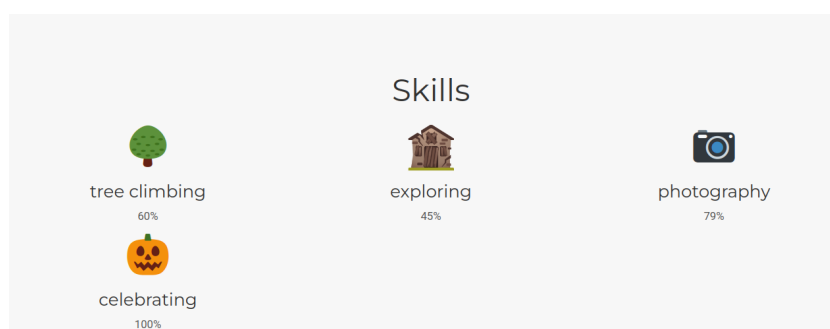 Skills
tree climbing
60%
exploring
45%
photography
79%
celebrating
100%